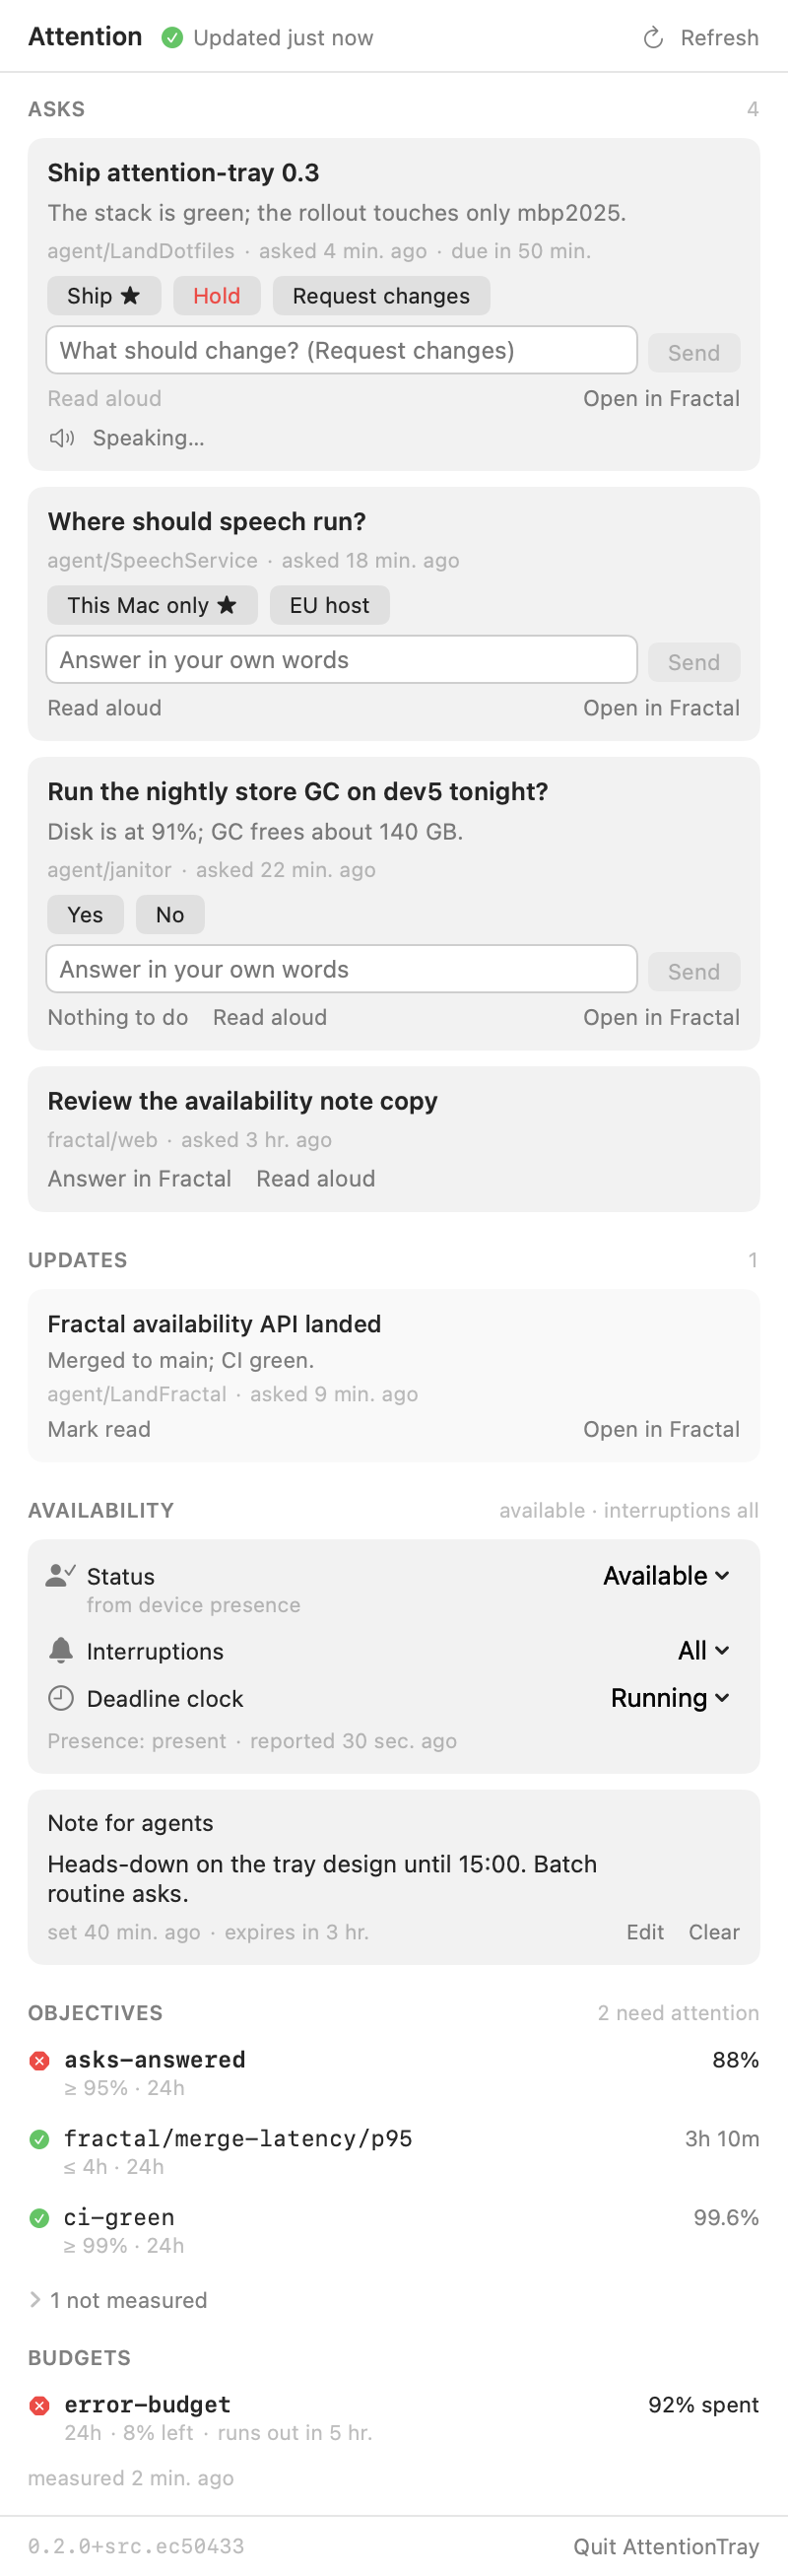 Attention Updated just now Refresh
ASKS 4
Ship attention-tray 0.3
The stack is green; the rollout touches only mbp2025.
agent/LandDotfiles · asked 4 min. ago · due in 50 min.
Ship ★ Hold Request changes
What should change? (Request changes) Send
Read aloud Open in Fractal
Speaking...
Where should speech run?
agent/SpeechService · asked 18 min. ago
This Mac only ★ EU host
Answer in your own words Send
Read aloud Open in Fractal
Run the nightly store GC on dev5 tonight?
Disk is at 91%; GC frees about 140 GB.
agent/janitor · asked 22 min. ago
Yes No
Answer in your own words Send
Nothing to do Read aloud Open in Fractal
Review the availability note copy
fractal/web · asked 3 hr. ago
Answer in Fractal Read aloud
UPDATES 1
Fractal availability API landed
Merged to main; CI green.
agent/LandFractal · asked 9 min. ago
Mark read Open in Fractal
AVAILABILITY available · interruptions all
Status Available
from device presence
Interruptions All
Deadline clock Running
Presence: present · reported 30 sec. ago
Note for agents
Heads-down on the tray design until 15:00. Batch
routine asks.
set 40 min. ago · expires in 3 hr. Edit Clear
OBJECTIVES 2 need attention
asks-answered 88%
≥ 95% · 24h
fractal/merge-latency/p95 3h 10m
≤ 4h · 24h
ci-green 99.6%
≥ 99% · 24h
1 not measured
BUDGETS
error-budget 92% spent
24h · 8% left · runs out in 5 hr.
measured 2 min. ago
0.2.0+src.ec50433 Quit AttentionTray